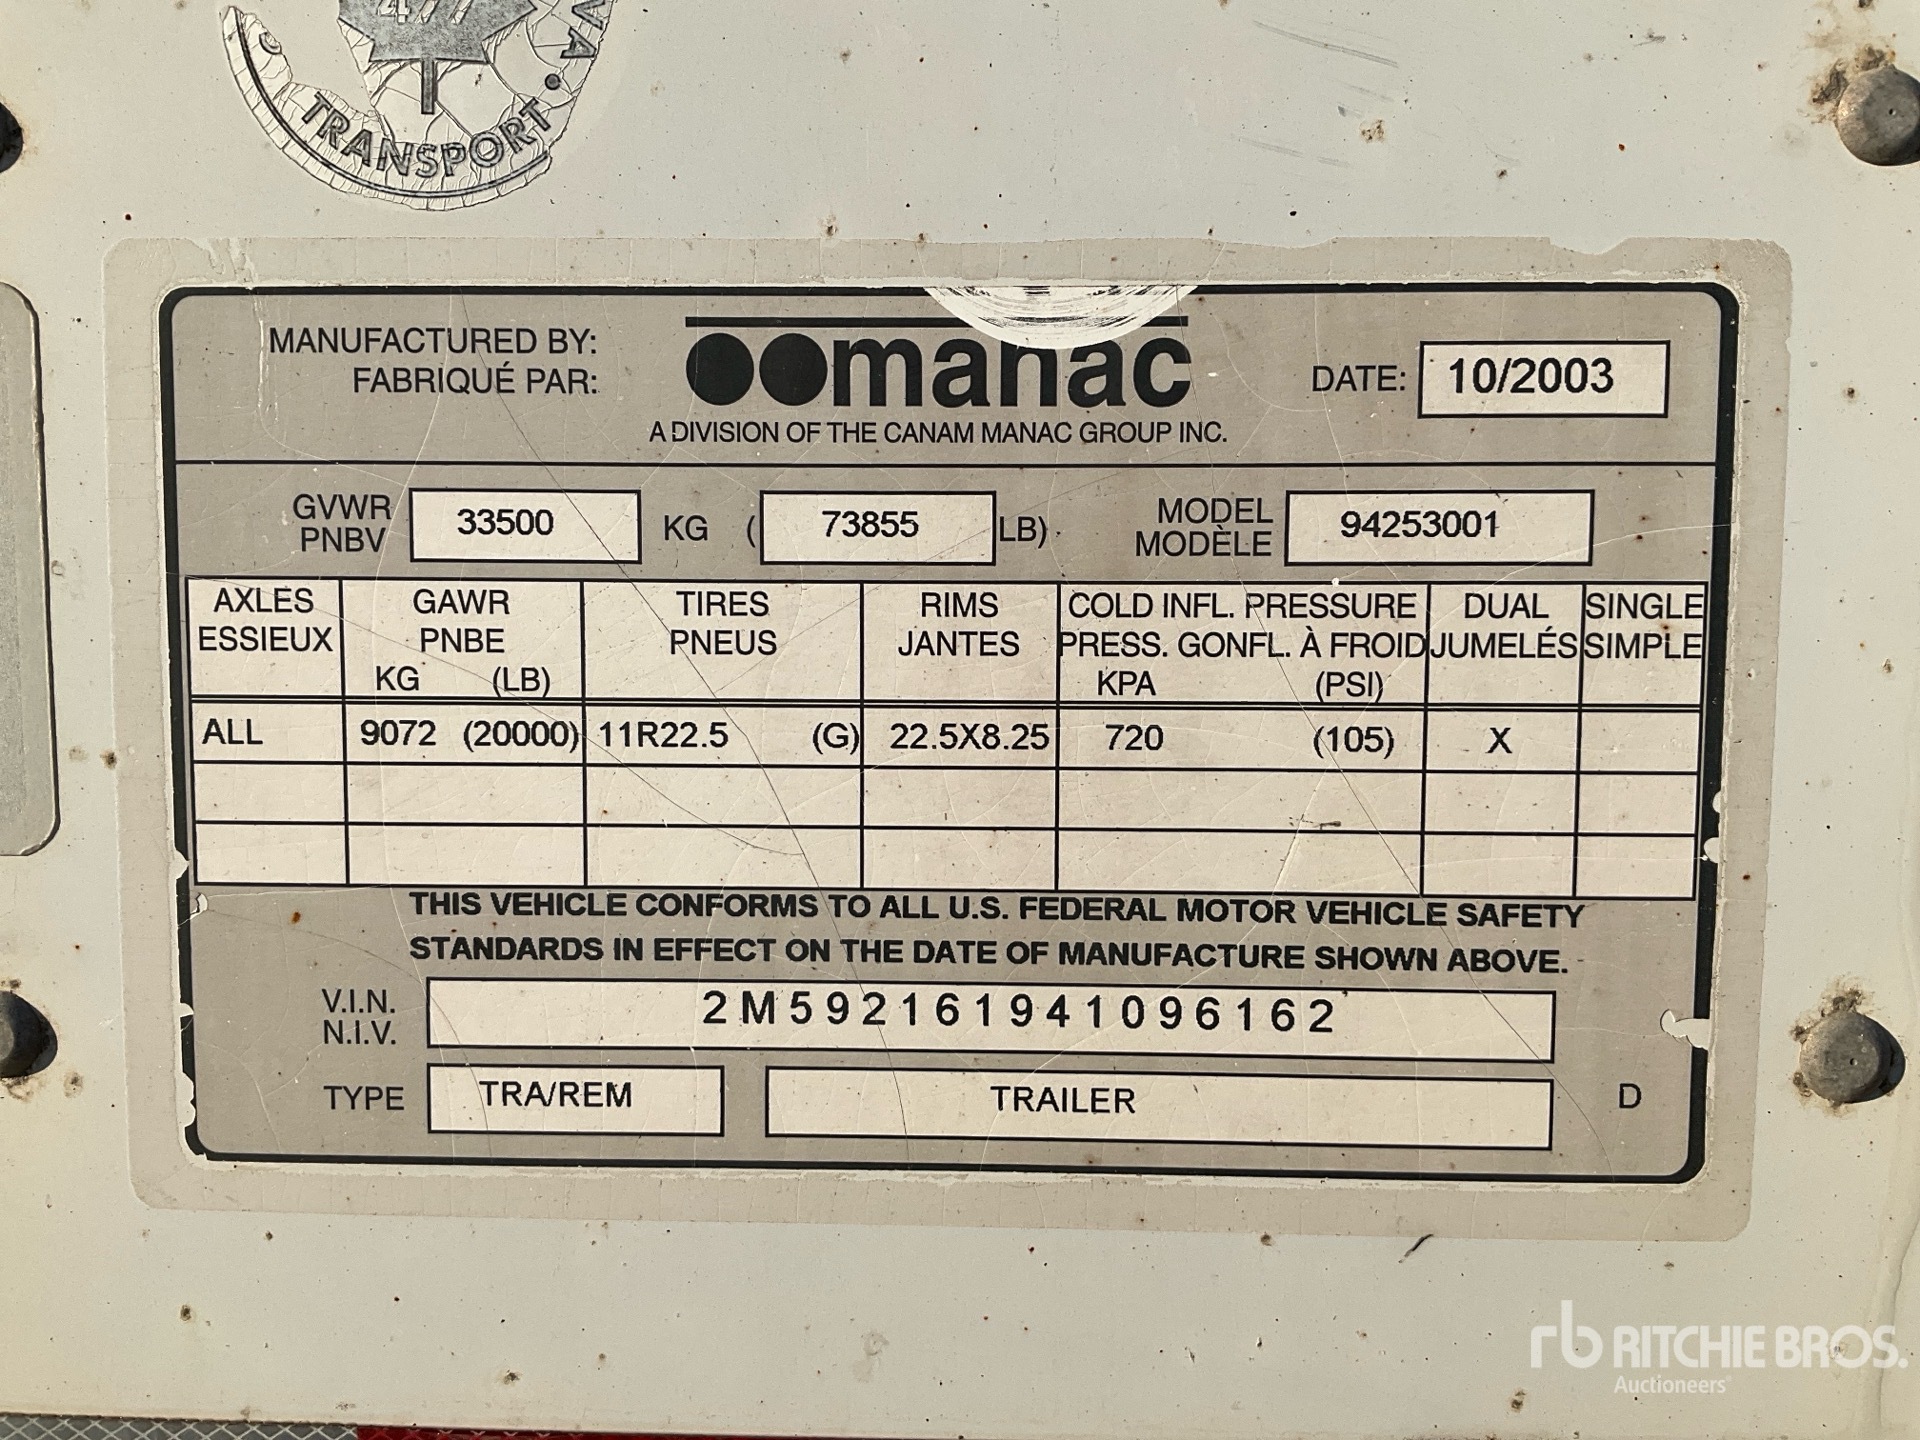 477
VA •
TRANSPORT
MANUFACTURED BY:
FABRIQUÉ PAR:
manac
A DIVISION OF THE CANAM MANAC GROUP INC.
DATE: 10/2003
GVWR
PNBV
33500 KG ( 73855 LB)
MODEL
MODÈLE
94253001
AXLES
ESSIEUX
GAWR
PNBE
KG (LB)
TIRES
PNEUS
RIMS
JANTES
COLD INFL. PRESSURE
PRESS. GONFL. À FROID
KPA (PSI)
DUAL
JUMELÉS
SINGLE
SIMPLE
ALL 9072 (20000) 11R22.5 (G) 22.5X8.25 720 (105) X
THIS VEHICLE CONFORMS TO ALL U.S. FEDERAL MOTOR VEHICLE SAFETY
STANDARDS IN EFFECT ON THE DATE OF MANUFACTURE SHOWN ABOVE.
V.I.N.
N.I.V.
2M592161941096162
TYPE TRA/REM TRAILER D
rb RITCHIE BROS.
Auctioneers